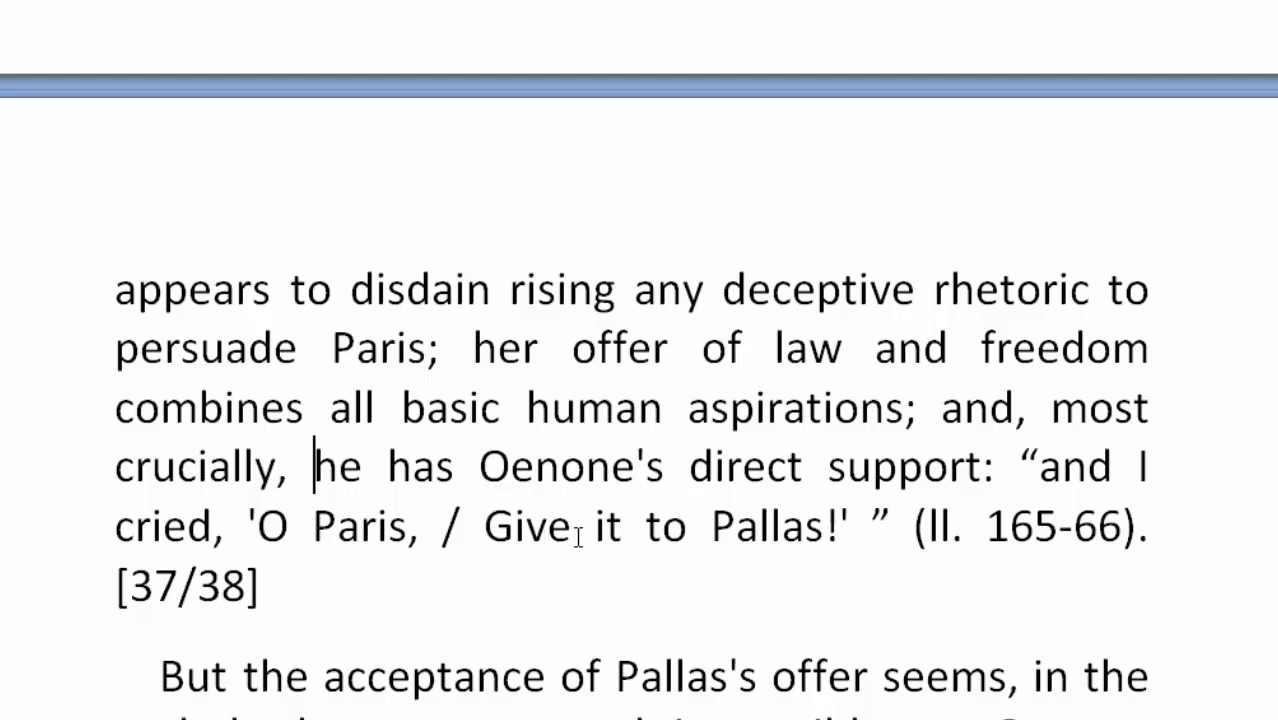 appears to disdain rising any deceptive rhetoric to
persuade Paris; her offer of law and freedom
combines all basic human aspirations; and, most
crucially, he has Oenone's direct support: “and I
cried, 'O Paris, / Give it to Pallas!' ” (ll. 165-66).
[37/38]
But the acceptance of Pallas's offer seems, in the